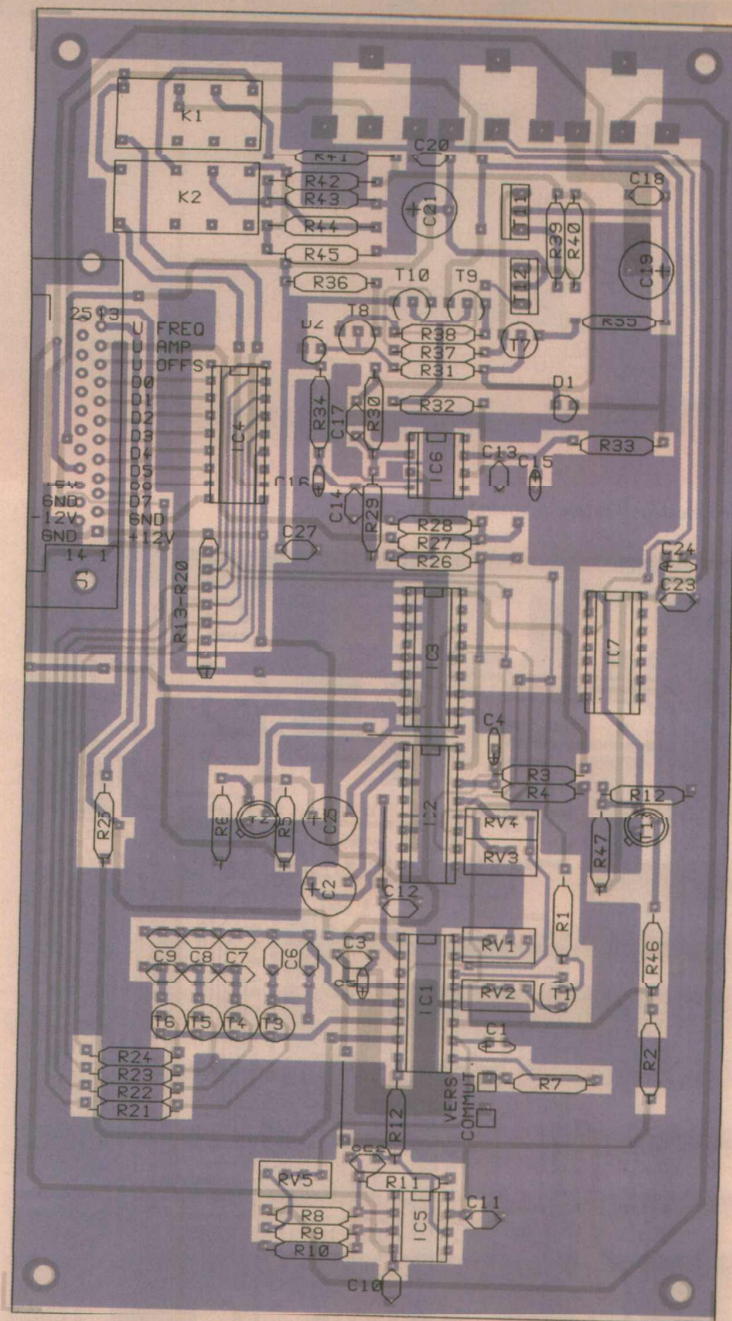 K1
K2
R41
C20
R42
R43
R44
R45
R36
C01
T11
R39
R40
C18
C19
T12
T10
T9
T8
R38
R37
R31
T7
R32
D1
R33
R34
C17
R30
IC6
C13
C15
C14
R29
R28
R27
R26
C27
25 13
U FREQ
U AMP
U OFFS
D0
D1
D2
D3
D4
D5
D7
GND
-12V
GND
GND
+12V
14 1
IC4
R13-R20
C24
C23
IC7
IC3
C4
R3
R4
IC2
RV4
RV3
R12
R47
R25
R6
R5
C25
C2
C12
R1
R46
C9
C8
C7
C6
C3
IC1
RV1
RV2
T1
T6
T5
T4
T3
C1
R24
R23
R22
R21
R7
R2
VERS
COMMUT
R12
RV5
R11
R8
R9
R10
IC5
C11
C10